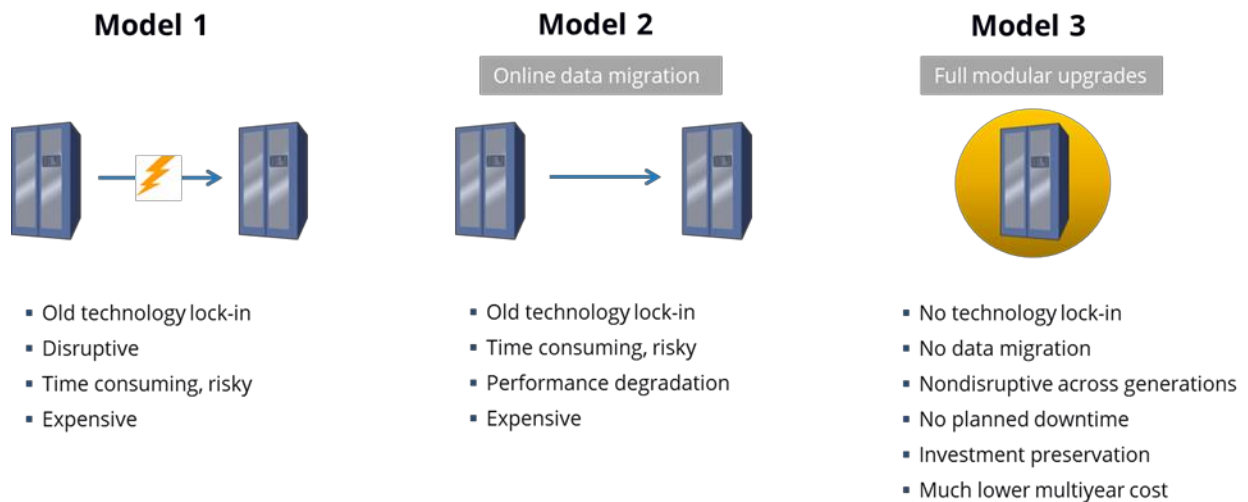 Model 1
Model 2
Model 3
Online data migration
Full modular upgrades
▪ Old technology lock-in
▪ Disruptive
▪ Time consuming, risky
▪ Expensive
▪ Old technology lock-in
▪ Time consuming, risky
▪ Performance degradation
▪ Expensive
▪ No technology lock-in
▪ No data migration
▪ Nondisruptive across generations
▪ No planned downtime
▪ Investment preservation
▪ Much lower multiyear cost